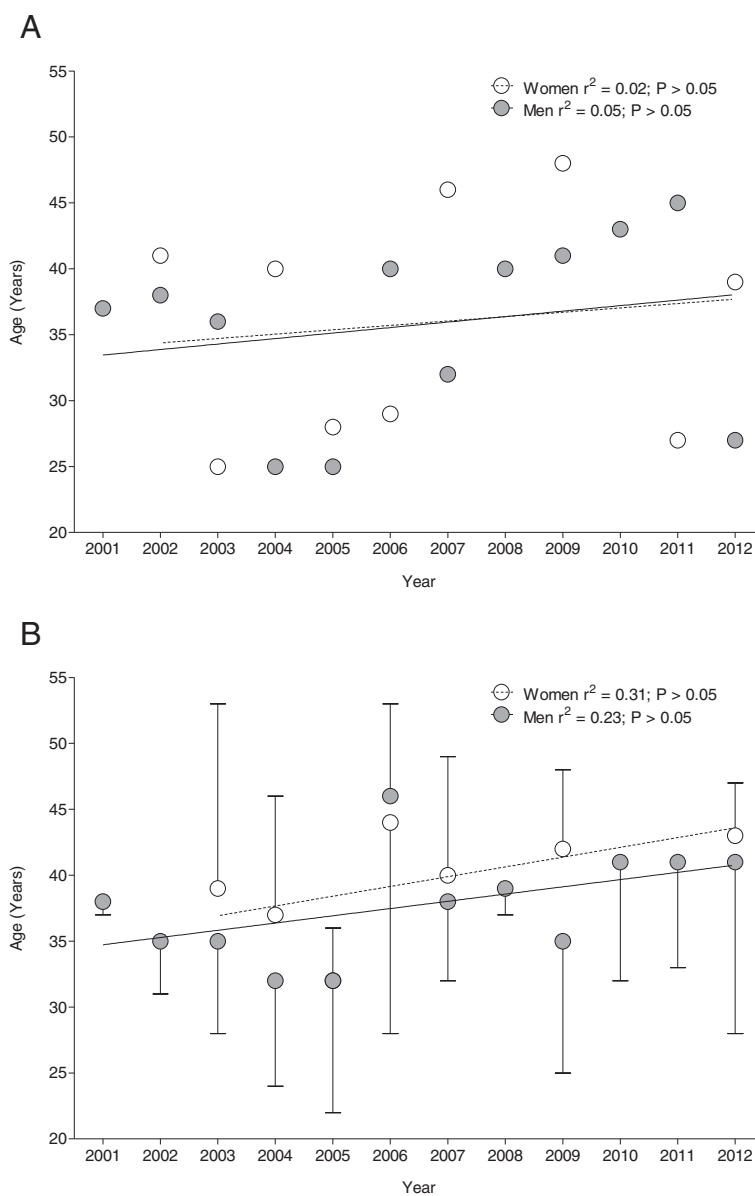 A
55
50
45
40
35
30
25
20
Age (Years)
Women r² = 0.02; P > 0.05
Men r² = 0.05; P > 0.05
2001 2002 2003 2004 2005 2006 2007 2008 2009 2010 2011 2012
Year
B
55
50
45
40
35
30
25
20
Age (Years)
Women r² = 0.31; P > 0.05
Men r² = 0.23; P > 0.05
2001 2002 2003 2004 2005 2006 2007 2008 2009 2010 2011 2012
Year